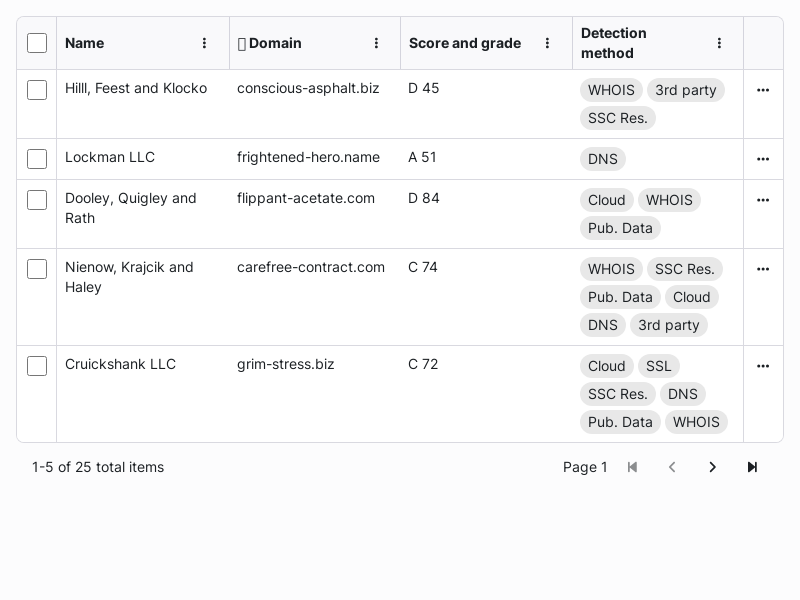 Name Domain Score and grade Detection method
Hilll, Feest and Klocko conscious-asphalt.biz D 45 WHOIS 3rd party
SSC Res.
Lockman LLC frightened-hero.name A 51 DNS
Dooley, Quigley and Rath flippant-acetate.com D 84 Cloud WHOIS
Pub. Data
Nienow, Krajcik and Haley carefree-contract.com C 74 WHOIS SSC Res.
Pub. Data Cloud
DNS 3rd party
Cruickshank LLC grim-stress.biz C 72 Cloud SSL
SSC Res. DNS
Pub. Data WHOIS
1-5 of 25 total items Page 1